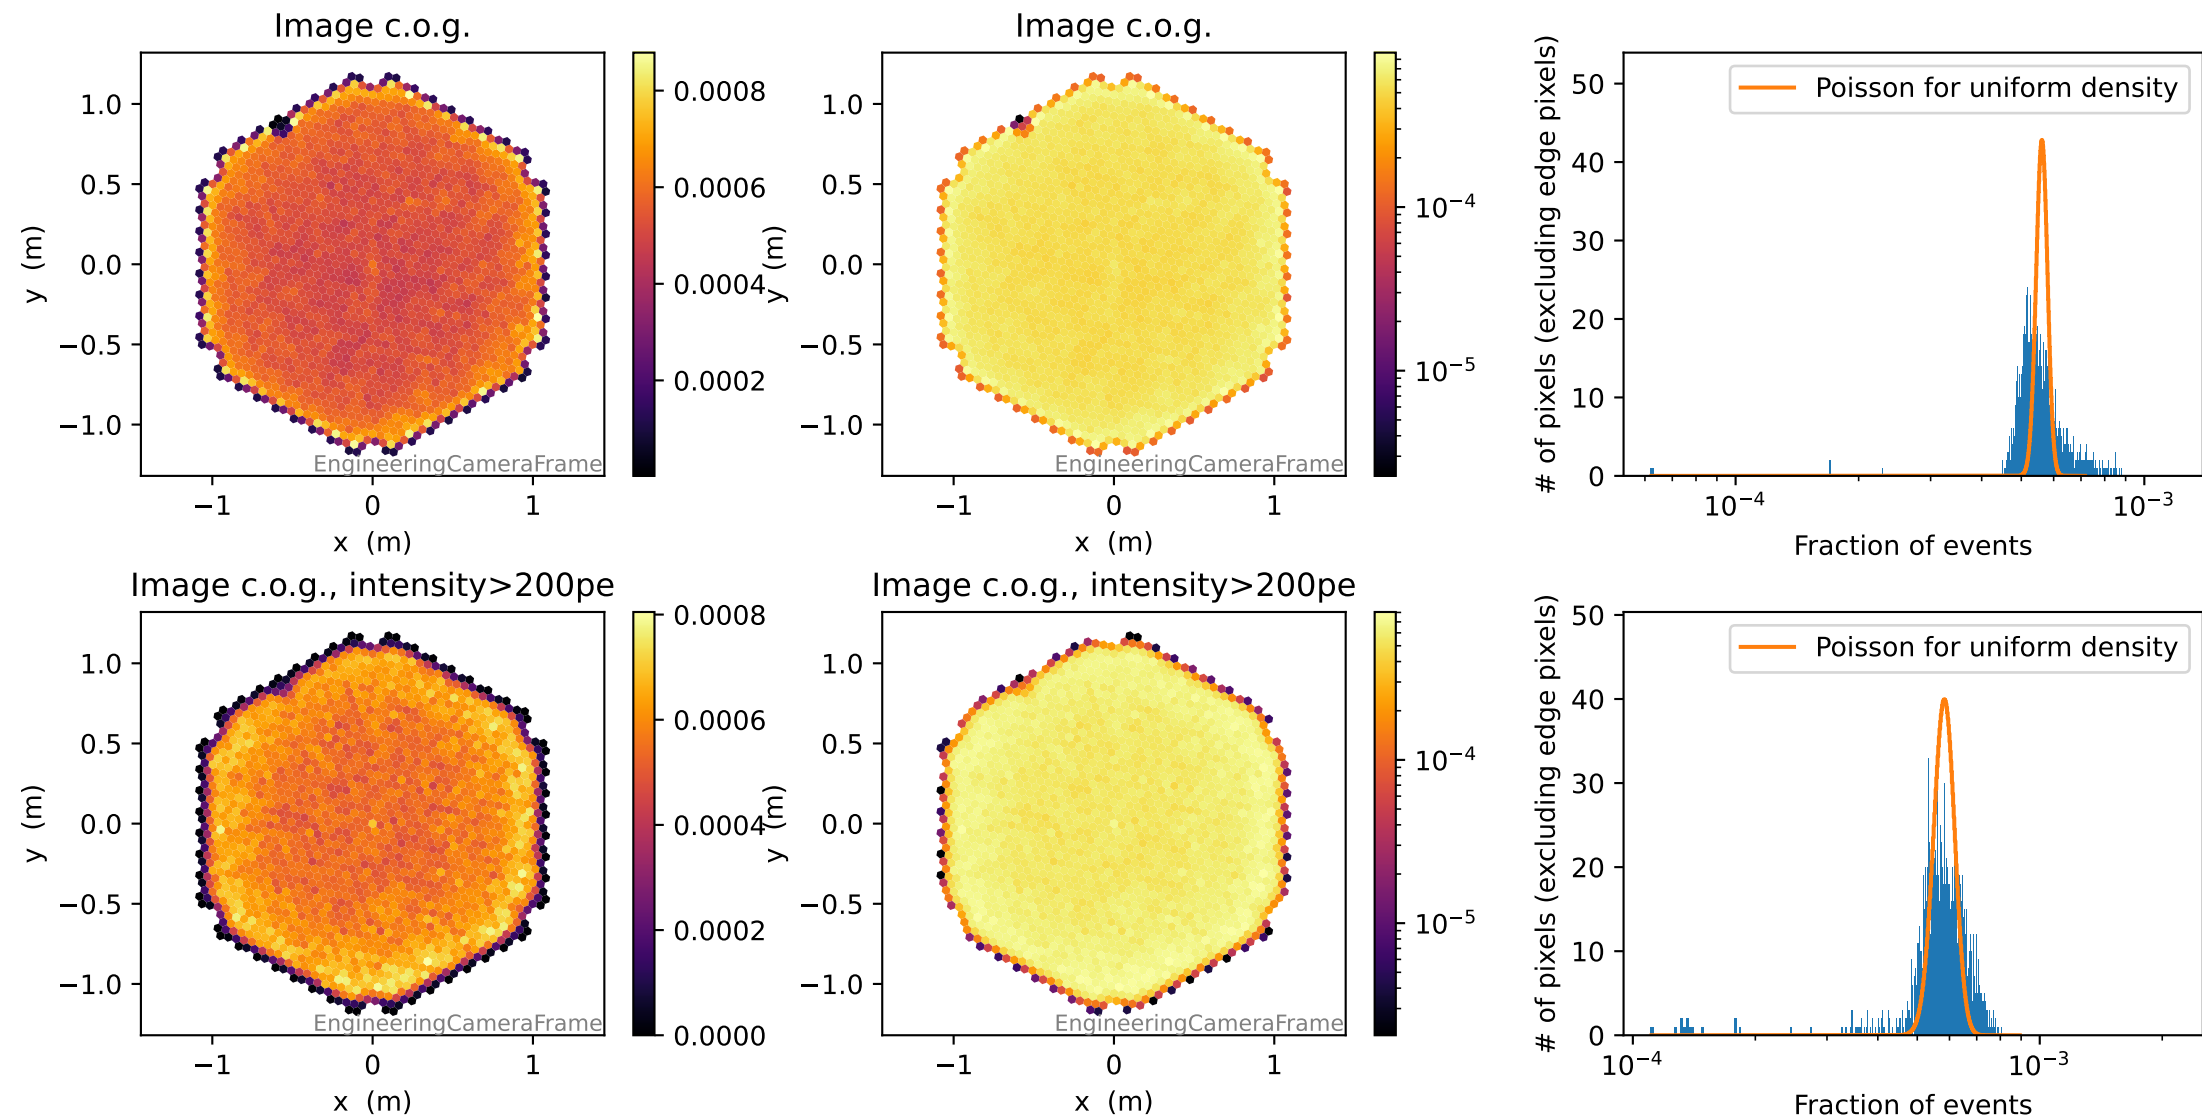 Image c.o.g.
y (m)
1.0
0.5
0.0
−0.5
−1.0
EngineeringCameraFrame
−1 0 1
x (m)
0.0008
0.0006
0.0004
0.0002
Image c.o.g.
y (m)
1.0
0.5
0.0
−0.5
−1.0
EngineeringCameraFrame
−1 0 1
x (m)
10⁻⁴
10⁻⁵
# of pixels (excluding edge pixels)
50
40
30
20
10
0
Poisson for uniform density
10⁻⁴ 10⁻³
Fraction of events
Image c.o.g., intensity>200pe
y (m)
1.0
0.5
0.0
−0.5
−1.0
EngineeringCameraFrame
−1 0 1
x (m)
0.0008
0.0006
0.0004
0.0002
0.0000
Image c.o.g., intensity>200pe
y (m)
1.0
0.5
0.0
−0.5
−1.0
EngineeringCameraFrame
−1 0 1
x (m)
10⁻⁴
10⁻⁵
# of pixels (excluding edge pixels)
50
40
30
20
10
0
Poisson for uniform density
10⁻⁴ 10⁻³
Fraction of events